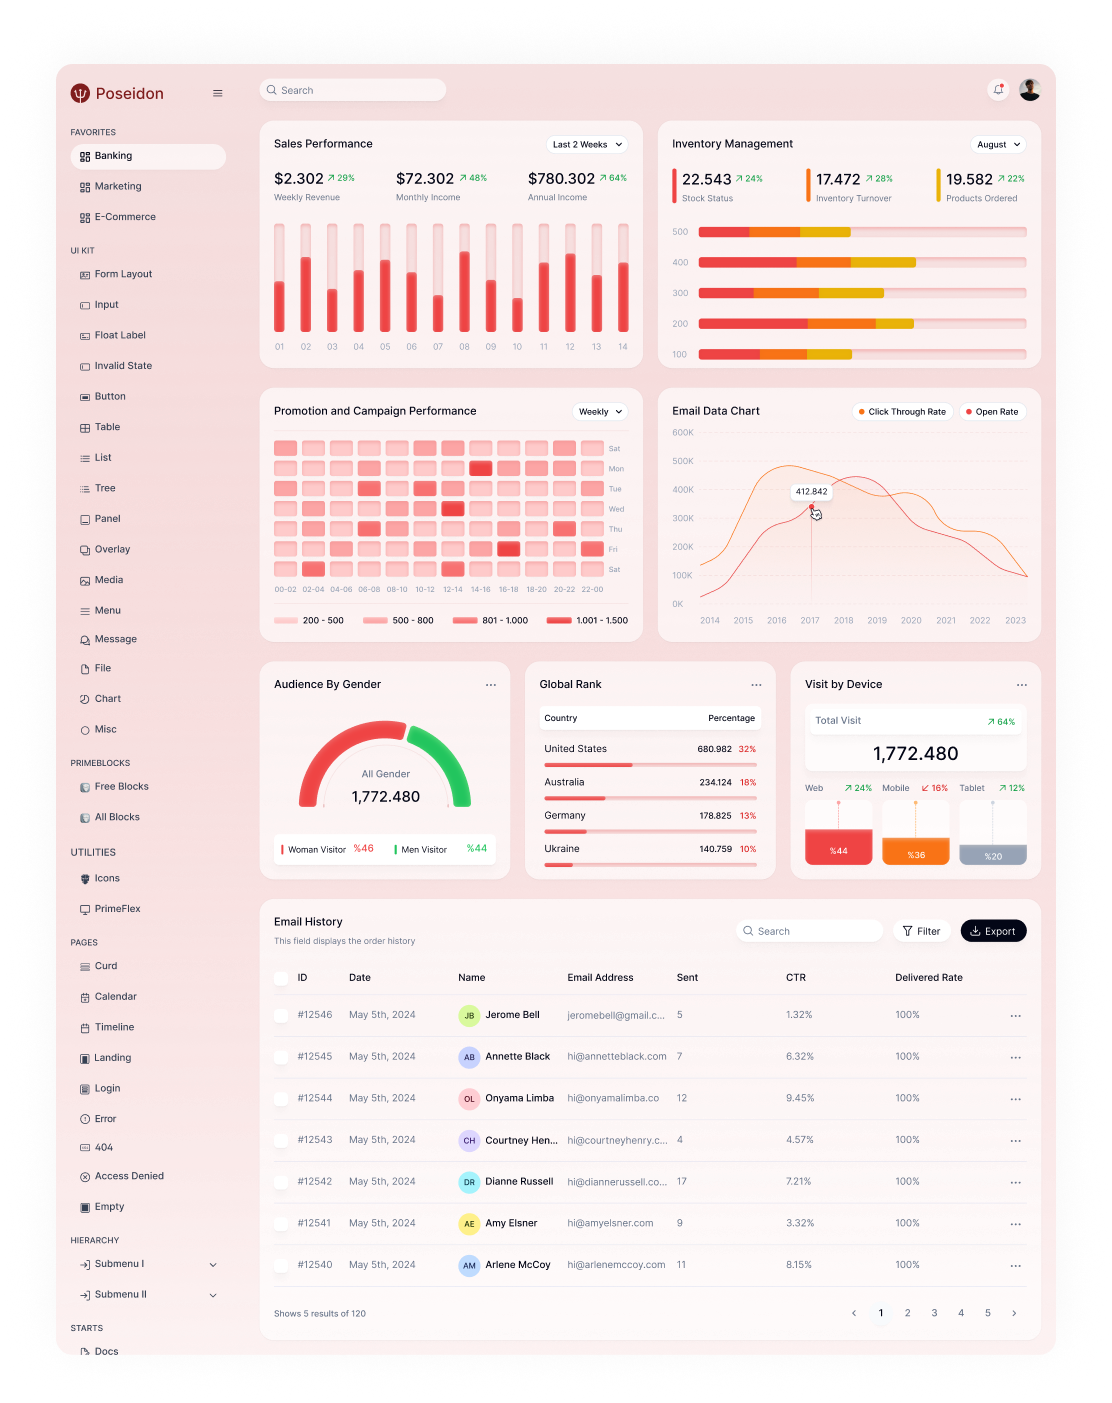 Poseidon
Search
FAVORITES
Banking
Marketing
E-Commerce
UI KIT
Form Layout
Input
Float Label
Invalid State
Button
Table
List
Tree
Panel
Overlay
Media
Menu
Message
File
Chart
Misc
PRIMEBLOCKS
Free Blocks
All Blocks
UTILITIES
Icons
PrimeFlex
PAGES
Curd
Calendar
Timeline
Landing
Login
Error
404
Access Denied
Empty
HIERARCHY
Submenu I
Submenu II
STARTS
Docs
Sales Performance
Last 2 Weeks
$2.302 29% $72.302 48% $780.302 64%
Weekly Revenue Monthly Income Annual Income
01 02 03 04 05 06 07 08 09 10 11 12 13 14
Inventory Management
August
22.543 24% 17.472 28% 19.582 22%
Stock Status Inventory Turnover Products Ordered
500
400
300
200
100
Promotion and Campaign Performance
Weekly
Sat
Mon
Tue
Wed
Thu
Fri
Sat
00-02 02-04 04-06 06-08 08-10 10-12 12-14 14-16 16-18 18-20 20-22 22-00
200 - 500 500 - 800 801 - 1.000 1.001 - 1.500
Email Data Chart
Click Through Rate Open Rate
600K
500K
400K
412.842
300K
200K
100K
0K
2014 2015 2016 2017 2018 2019 2020 2021 2022 2023
Audience By Gender
All Gender
1,772.480
Woman Visitor %46 Men Visitor %44
Global Rank
Country Percentage
United States 680.982 32%
Australia 234.124 18%
Germany 178.825 13%
Ukraine 140.759 10%
Visit by Device
Total Visit 64%
1,772.480
Web 24% Mobile 16% Tablet 12%
%44 %36 %20
Email History
This field displays the order history
Search Filter Export
ID Date Name Email Address Sent CTR Delivered Rate
#12546 May 5th, 2024 JB Jerome Bell jeromebell@gmail.c... 5 1.32% 100%
#12545 May 5th, 2024 AB Annette Black hi@annetteblack.com 7 6.32% 100%
#12544 May 5th, 2024 OL Onyama Limba hi@onyamalimba.co 12 9.45% 100%
#12543 May 5th, 2024 CH Courtney Hen... hi@courtneyhenry.c... 4 4.57% 100%
#12542 May 5th, 2024 DR Dianne Russell hi@diannerussell.co... 17 7.21% 100%
#12541 May 5th, 2024 AE Amy Elsner hi@amyelsner.com 9 3.32% 100%
#12540 May 5th, 2024 AM Arlene McCoy hi@arlenemccoy.com 11 8.15% 100%
Shows 5 results of 120
1 2 3 4 5